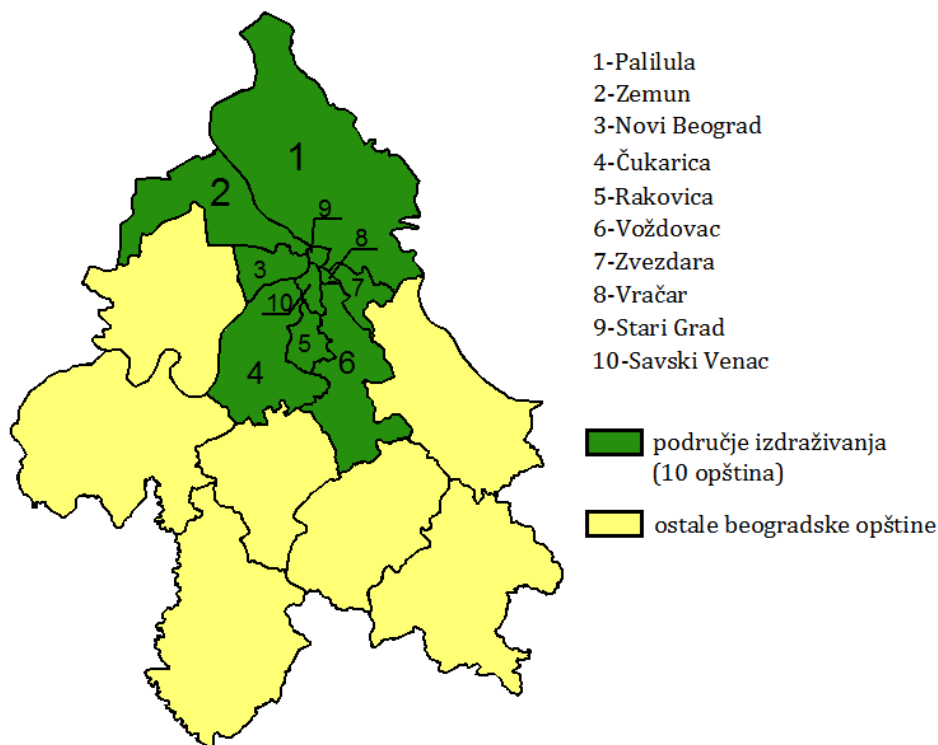 1-Palilula
2-Zemun
3-Novi Beograd
4-Čukarica
5-Rakovica
6-Voždovac
7-Zvezdara
8-Vračar
9-Stari Grad
10-Savski Venac
područje izdraživanja
(10 opština)
ostale beogradske opštine
1
2
9
8
3
7
10
5
6
4